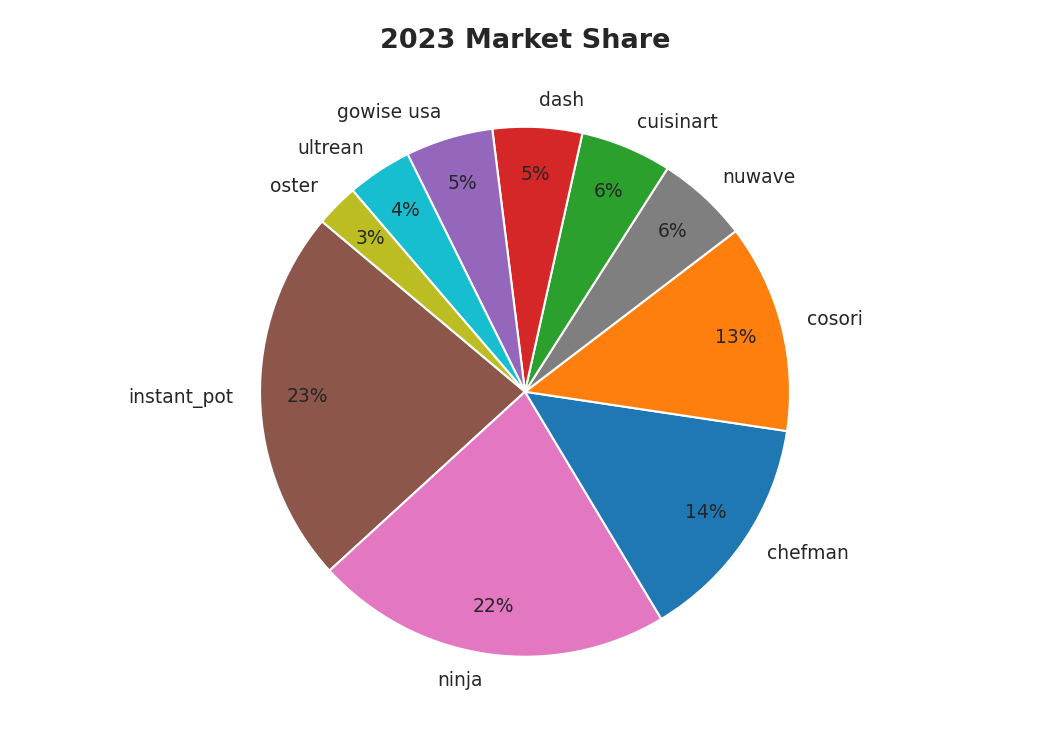 2023 Market Share
dash
gowise usa
cuisinart
ultrean
nuwave
oster
5%
5%
6%
4%
6%
3%
cosori
13%
instant_pot
23%
14%
chefman
22%
ninja